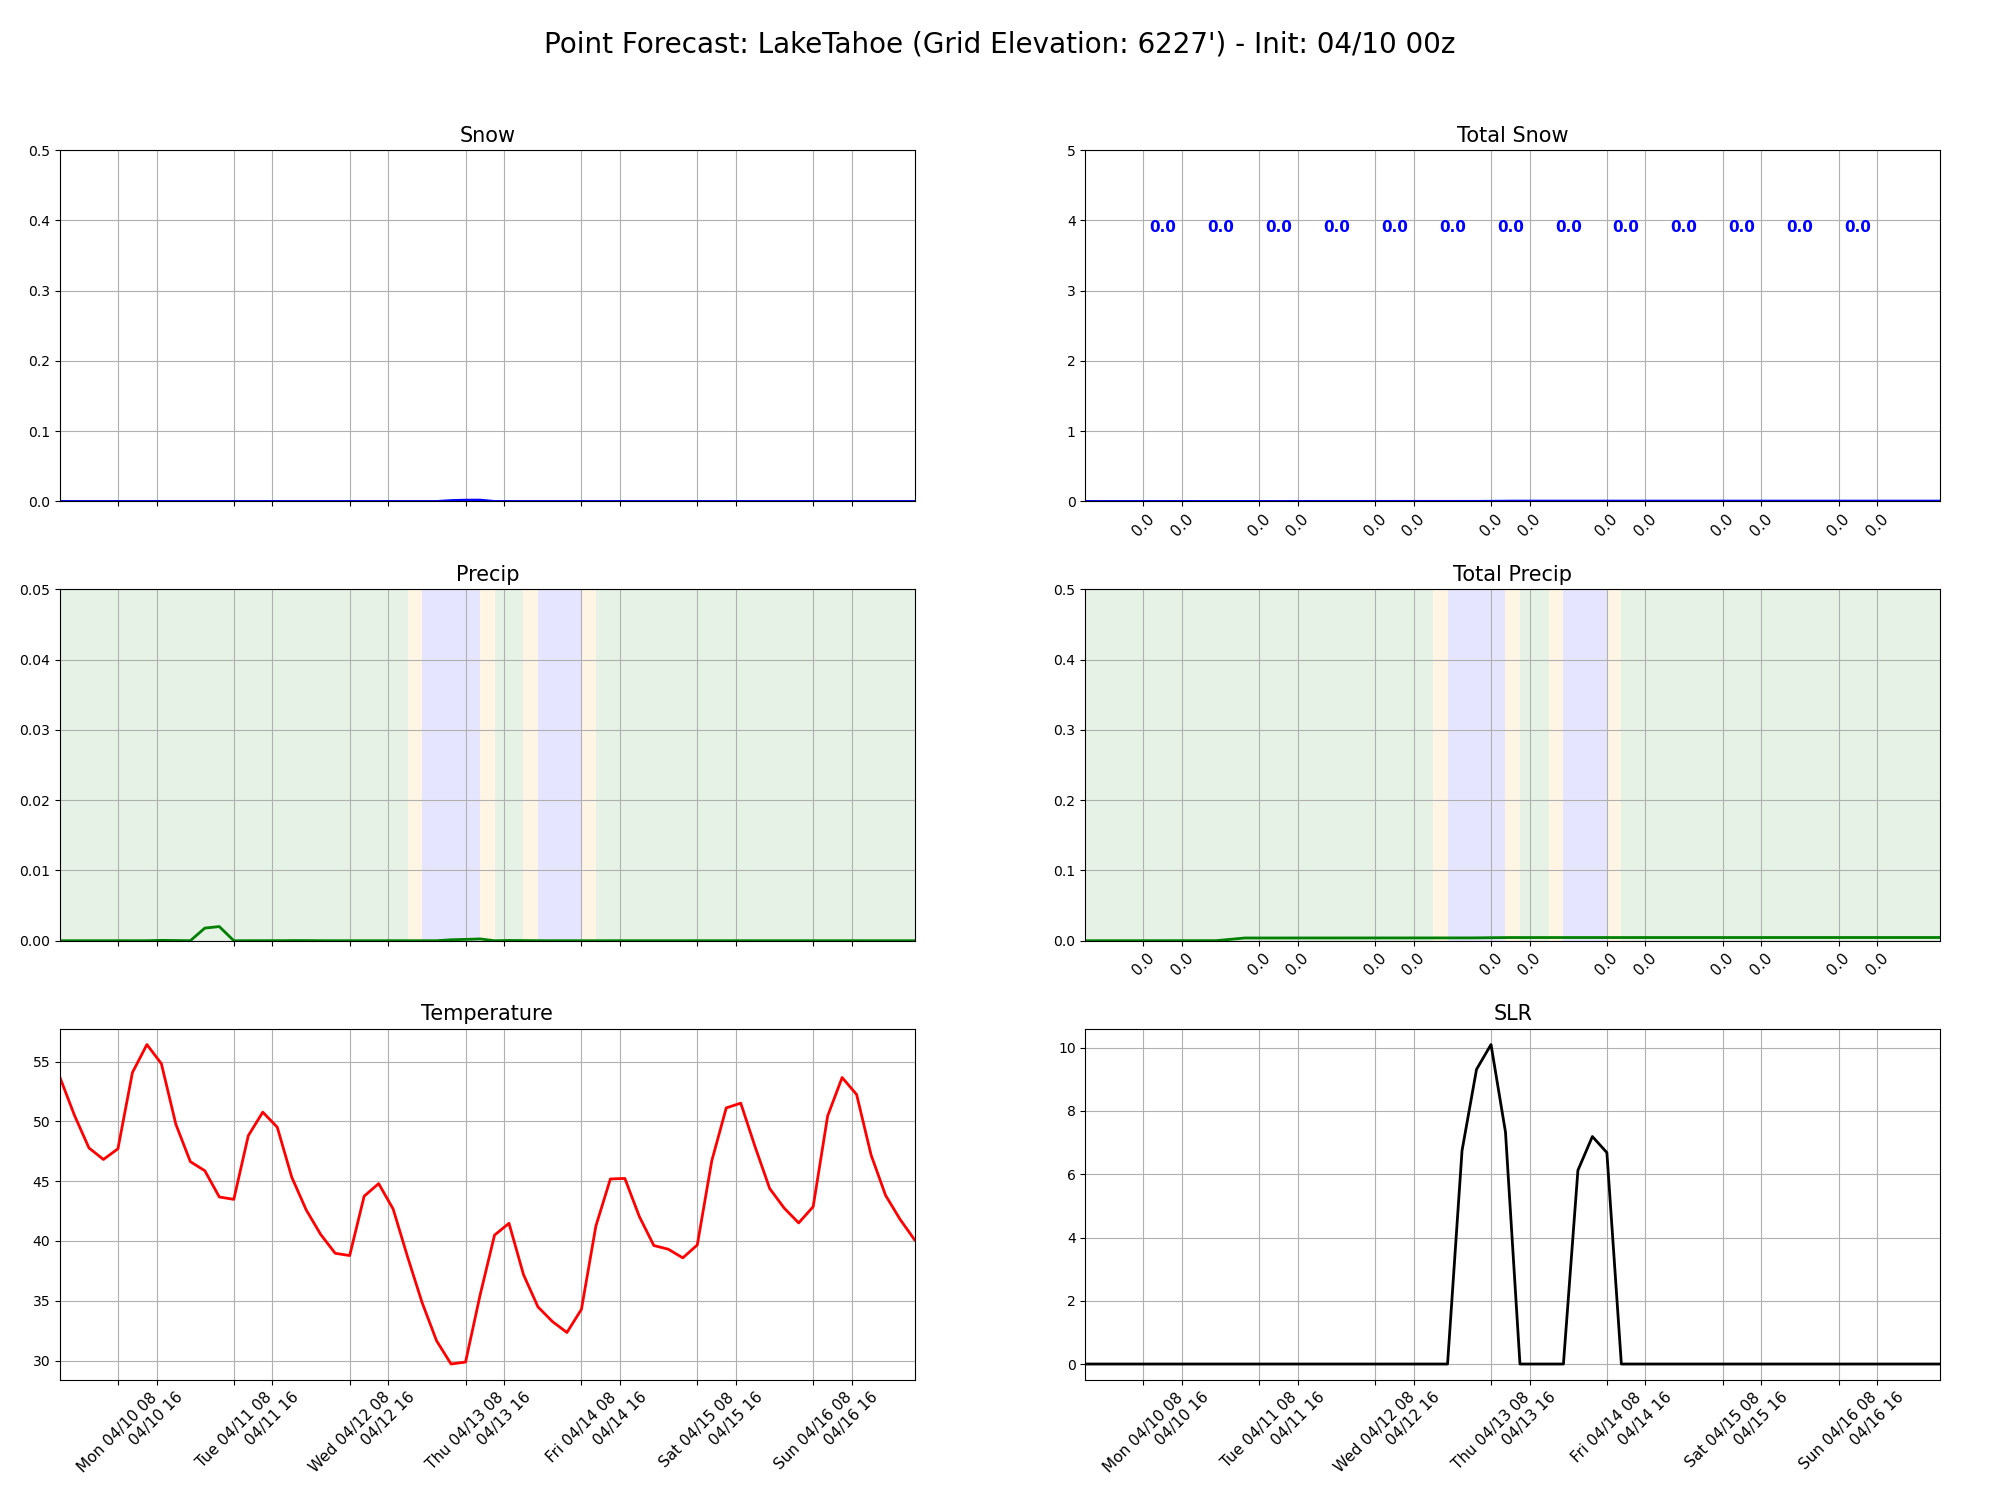 Point Forecast: LakeTahoe (Grid Elevation: 6227') - Init: 04/10 00z
Snow
0.5
0.4
0.3
0.2
0.1
0.0
Total Snow
5
4
3
2
1
0
0.0 0.0 0.0 0.0 0.0 0.0 0.0 0.0 0.0 0.0 0.0 0.0 0.0
0.0 0.0 0.0 0.0 0.0 0.0 0.0 0.0 0.0 0.0 0.0 0.0 0.0 0.0
Precip
0.05
0.04
0.03
0.02
0.01
0.00
Total Precip
0.5
0.4
0.3
0.2
0.1
0.0
0.0 0.0 0.0 0.0 0.0 0.0 0.0 0.0 0.0 0.0 0.0 0.0 0.0 0.0
Temperature
55
50
45
40
35
30
Mon 04/10 08
04/10 16
Tue 04/11 08
04/11 16
Wed 04/12 08
04/12 16
Thu 04/13 08
04/13 16
Fri 04/14 08
04/14 16
Sat 04/15 08
04/15 16
Sun 04/16 08
04/16 16
SLR
10
8
6
4
2
0
Mon 04/10 08
04/10 16
Tue 04/11 08
04/11 16
Wed 04/12 08
04/12 16
Thu 04/13 08
04/13 16
Fri 04/14 08
04/14 16
Sat 04/15 08
04/15 16
Sun 04/16 08
04/16 16